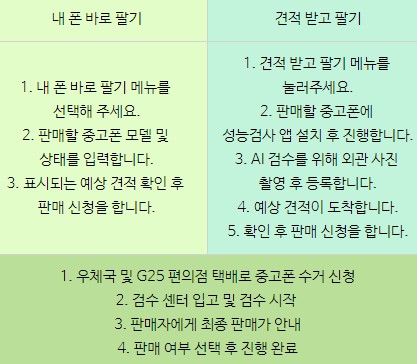 내 폰 바로 팔기
1. 내 폰 바로 팔기 메뉴를
선택해 주세요.
2. 판매할 중고폰 모델 및
상태를 입력합니다.
3. 표시되는 예상 견적 확인 후
판매 신청을 합니다.
견적 받고 팔기
1. 견적 받고 팔기 메뉴를
눌러주세요.
2. 판매할 중고폰에
성능검사 앱 설치 후 진행합니다.
3. AI 검수를 위해 외관 사진
촬영 후 등록합니다.
4. 예상 견적이 도착합니다.
5. 확인 후 판매 신청을 합니다.
1. 우체국 및 G25 편의점 택배로 중고폰 수거 신청
2. 검수 센터 입고 및 검수 시작
3. 판매자에게 최종 판매가 안내
4. 판매 여부 선택 후 진행 완료